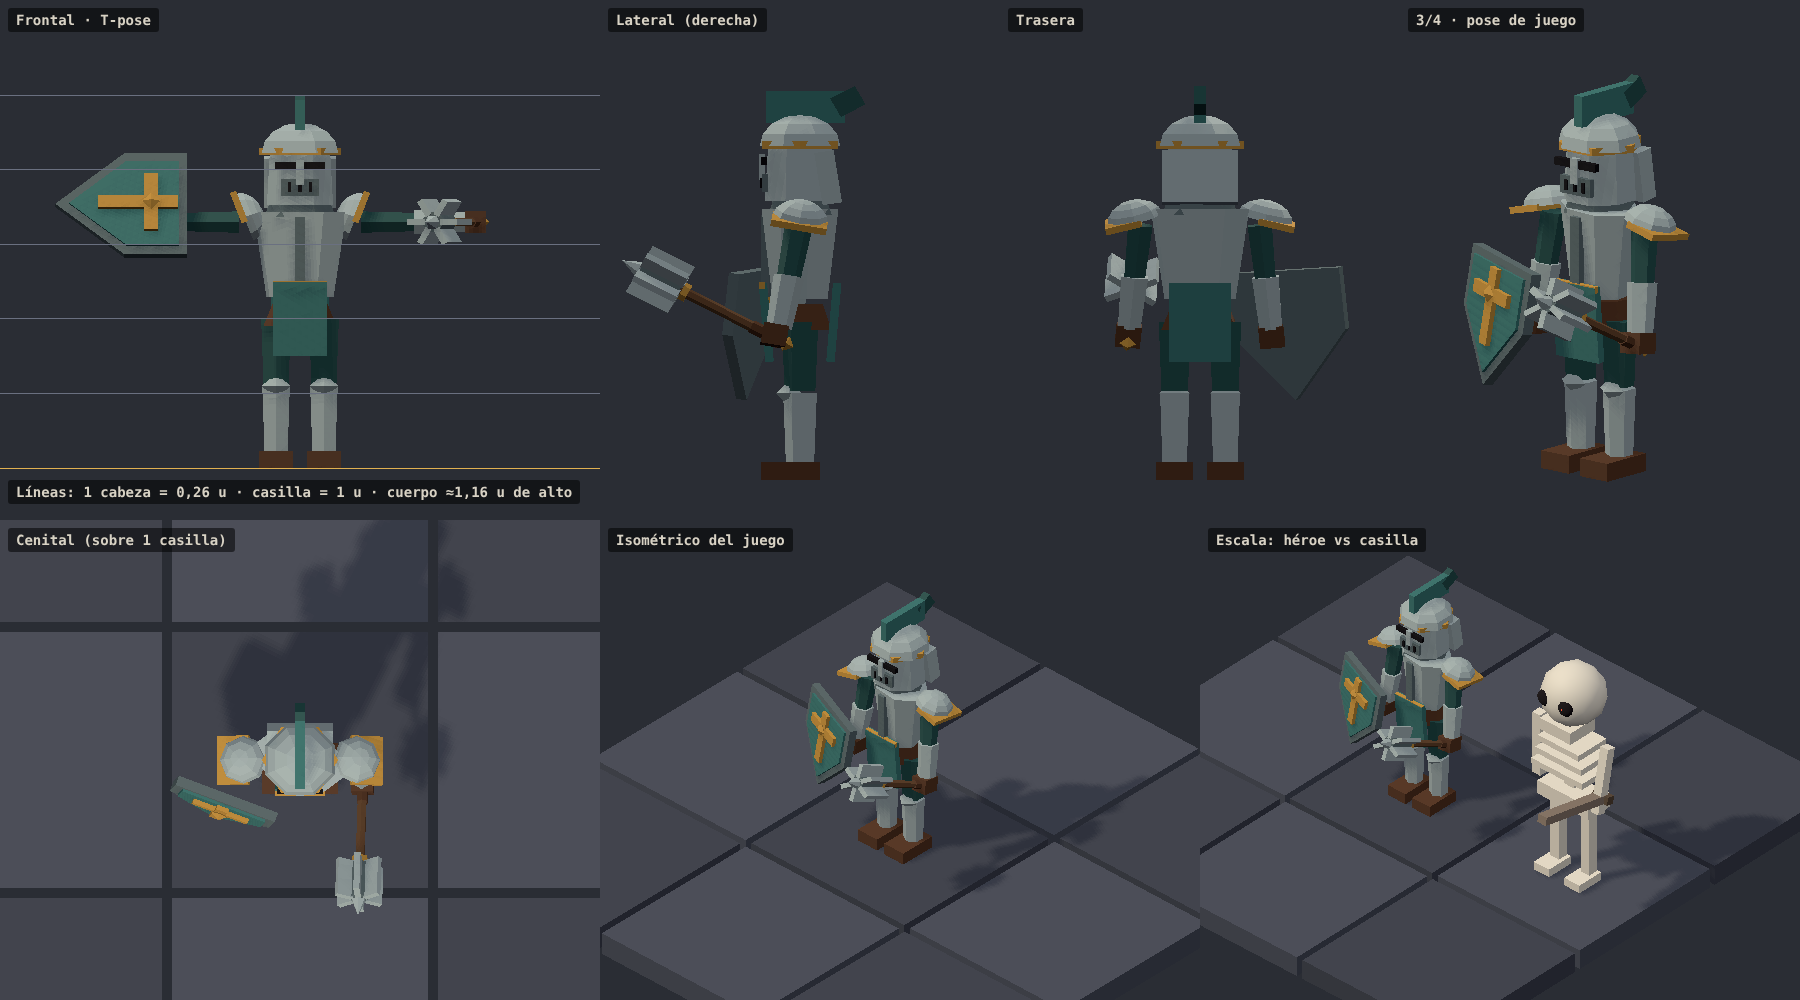 Frontal · T-pose
Lateral (derecha)
Trasera
3/4 · pose de juego
Líneas: 1 cabeza = 0,26 u · casilla = 1 u · cuerpo ≈1,16 u de alto
Cenital (sobre 1 casilla)
Isométrico del juego
Escala: héroe vs casilla